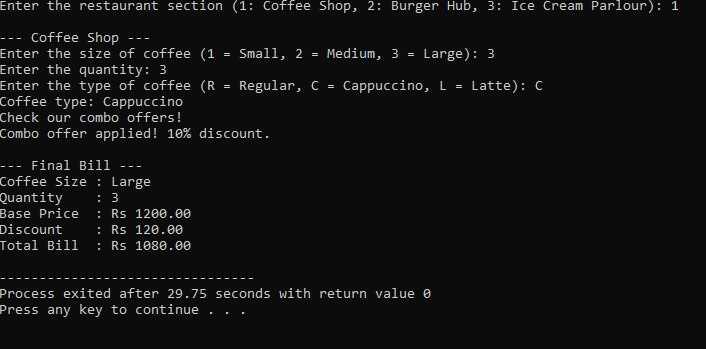 Enter the restaurant section (1: Coffee Shop, 2: Burger Hub, 3: Ice Cream Parlour): 1
--- Coffee Shop ---
Enter the size of coffee (1 = Small, 2 = Medium, 3 = Large): 3
Enter the quantity: 3
Enter the type of coffee (R = Regular, C = Cappuccino, L = Latte): C
Coffee type: Cappuccino
Check our combo offers!
Combo offer applied! 10% discount.
--- Final Bill ---
Coffee Size : Large
Quantity    : 3
Base Price  : Rs 1200.00
Discount    : Rs 120.00
Total Bill  : Rs 1080.00
--------------------------------
Process exited after 29.75 seconds with return value 0
Press any key to continue . . .